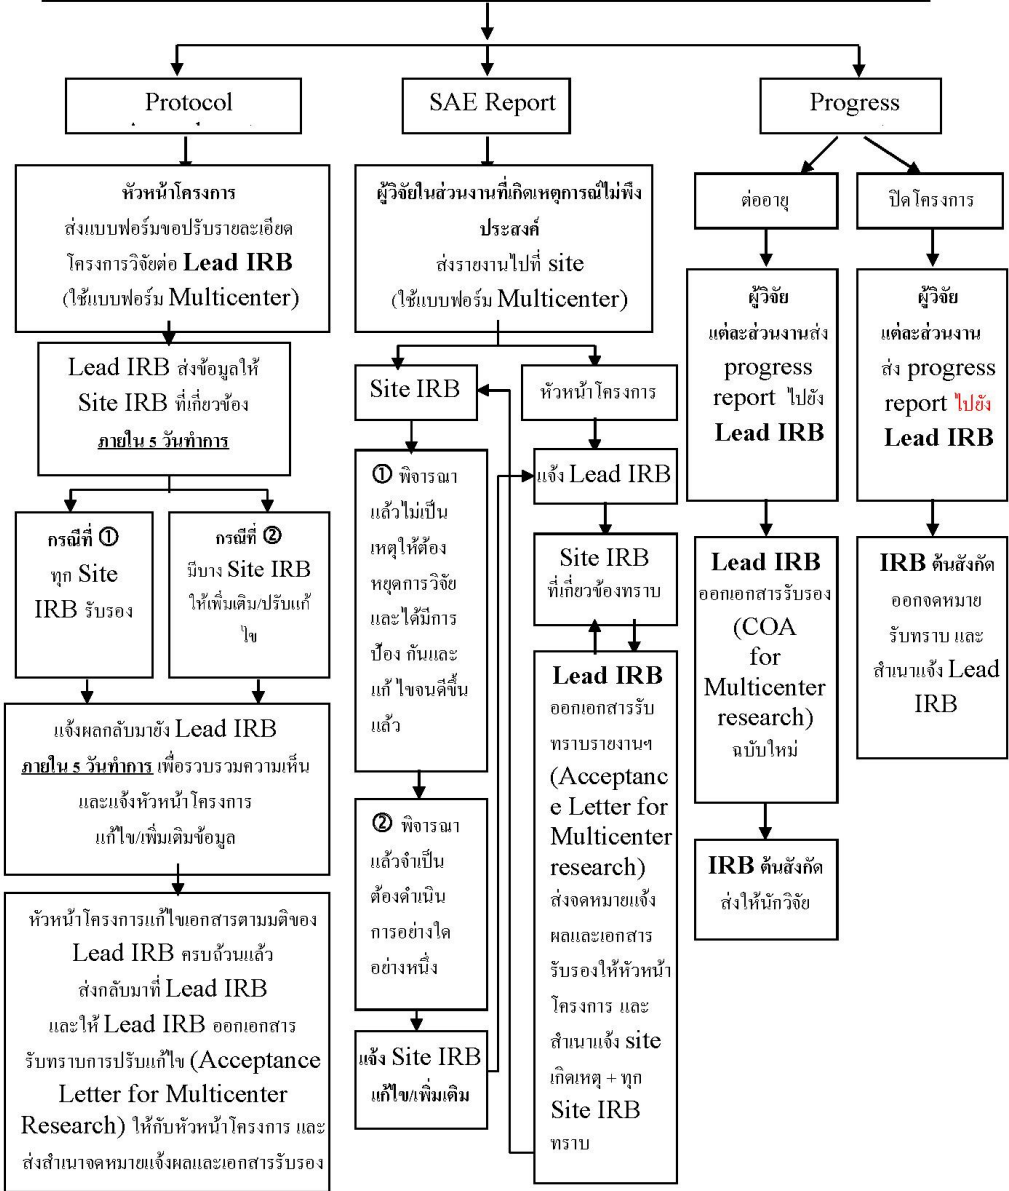 Protocol
SAE Report
Progress
หัวหน้าโครงการ
ส่งแบบฟอร์มขอปรับรายละเอียด
โครงการวิจัยต่อ Lead IRB
(ใช้แบบฟอร์ม Multicenter)
Lead IRB ส่งข้อมูลให้
Site IRB ที่เกี่ยวข้อง
ภายใน 5 วันทำการ
กรณีที่ ①
ทุก Site
IRB รับรอง
กรณีที่ ②
มีบาง Site IRB
ให้เพิ่มเติม/ปรับแก้
ไข
แจ้งผลกลับมายัง Lead IRB
ภายใน 5 วันทำการ เพื่อรวบรวมความเห็น
และแจ้งหัวหน้าโครงการ
แก้ไข/เพิ่มเติมข้อมูล
หัวหน้าโครงการแก้ไขเอกสารตามมติของ
Lead IRB ครบถ้วนแล้ว
ส่งกลับมาที่ Lead IRB
และให้ Lead IRB ออกเอกสาร
รับทราบการปรับแก้ไข (Acceptance
Letter for Multicenter
Research) ให้กับหัวหน้าโครงการ และ
ส่งสำเนาจดหมายแจ้งผลและเอกสารรับรอง
ผู้วิจัยในส่วนงานที่เกิดเหตุการณ์ไม่พึง
ประสงค์
ส่งรายงานไปที่ site
(ใช้แบบฟอร์ม Multicenter)
Site IRB
① พิจารณา
แล้วไม่เป็น
เหตุให้ต้อง
หยุดการวิจัย
และได้มีการ
ป้อง กันและ
แก้ ไขจนดีขึ้น
แล้ว
② พิจารณา
แล้วจำเป็น
ต้องดำเนิน
การอย่างใด
อย่างหนึ่ง
แจ้ง Site IRB
แก้ไข/เพิ่มเติม
หัวหน้าโครงการ
แจ้ง Lead IRB
Site IRB
ที่เกี่ยวข้องทราบ
Lead IRB
ออกเอกสารรับ
ทราบรายงานฯ
(Acceptanc
e Letter for
Multicenter
research)
ส่งจดหมายแจ้ง
ผลและเอกสาร
รับรองให้หัวหน้า
โครงการ และ
สำเนาแจ้ง site
เกิดเหตุ + ทุก
Site IRB
ทราบ
ต่ออายุ
ผู้วิจัย
แต่ละส่วนงานส่ง
progress
report ไปยัง
Lead IRB
Lead IRB
ออกเอกสารรับรอง
(COA
for
Multicenter
research)
ฉบับใหม่
IRB ต้นสังกัด
ส่งให้นักวิจัย
ปิดโครงการ
ผู้วิจัย
แต่ละส่วนงาน
ส่ง progress
report ไปยัง
Lead IRB
IRB ต้นสังกัด
ออกจดหมาย
รับทราบ และ
สำเนาแจ้ง Lead
IRB